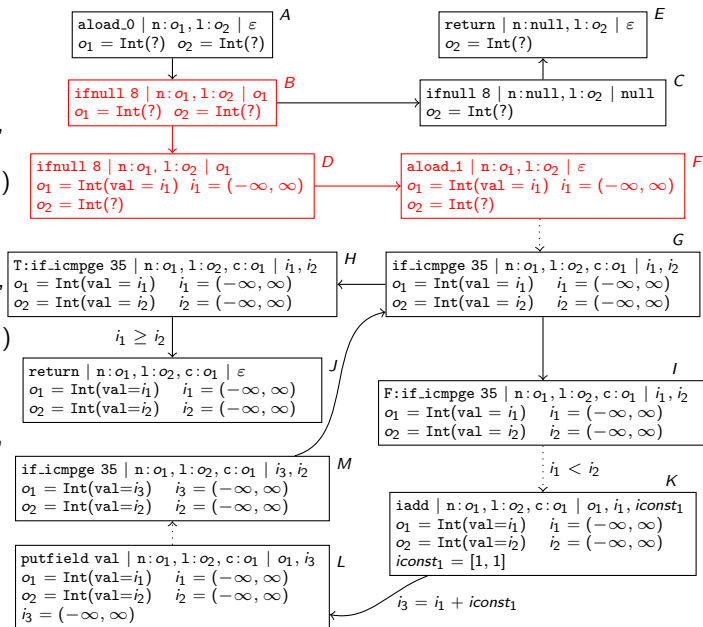 A
aload_0 | n:o₁, l:o₂ | ε
o₁ = Int(?) o₂ = Int(?)
E
return | n:null, l:o₂ | ε
o₂ = Int(?)
B
ifnull 8 | n:o₁, l:o₂ | o₁
o₁ = Int(?) o₂ = Int(?)
C
ifnull 8 | n:null, l:o₂ | null
o₂ = Int(?)
,
D
ifnull 8 | n:o₁, l:o₂ | o₁
o₁ = Int(val = i₁) i₁ = (−∞, ∞)
o₂ = Int(?)
)
F
aload_1 | n:o₁, l:o₂ | ε
o₁ = Int(val = i₁) i₁ = (−∞, ∞)
o₂ = Int(?)
G
if_icmpge 35 | n:o₁, l:o₂, c:o₁ | i₁, i₂
o₁ = Int(val = i₁) i₁ = (−∞, ∞)
o₂ = Int(val = i₂) i₂ = (−∞, ∞)
H
T:if_icmpge 35 | n:o₁, l:o₂, c:o₁ | i₁, i₂
o₁ = Int(val = i₁) i₁ = (−∞, ∞)
o₂ = Int(val = i₂) i₂ = (−∞, ∞)
,
i₁ ≥ i₂
)
J
return | n:o₁, l:o₂, c:o₁ | ε
o₁ = Int(val=i₁) i₁ = (−∞, ∞)
o₂ = Int(val=i₂) i₂ = (−∞, ∞)
I
F:if_icmpge 35 | n:o₁, l:o₂, c:o₁ | i₁, i₂
o₁ = Int(val = i₁) i₁ = (−∞, ∞)
o₂ = Int(val = i₂) i₂ = (−∞, ∞)
i₁ < i₂
M
if_icmpge 35 | n:o₁, l:o₂, c:o₁ | i₃, i₂
o₁ = Int(val=i₃) i₃ = (−∞, ∞)
o₂ = Int(val=i₂) i₂ = (−∞, ∞)
K
iadd | n:o₁, l:o₂, c:o₁ | o₁, i₁, iconst₁
o₁ = Int(val=i₁) i₁ = (−∞, ∞)
o₂ = Int(val=i₂) i₂ = (−∞, ∞)
iconst₁ = [1, 1]
L
putfield val | n:o₁, l:o₂, c:o₁ | o₁, i₃
o₁ = Int(val=i₁) i₁ = (−∞, ∞)
o₂ = Int(val=i₂) i₂ = (−∞, ∞)
i₃ = (−∞, ∞)
i₃ = i₁ + iconst₁